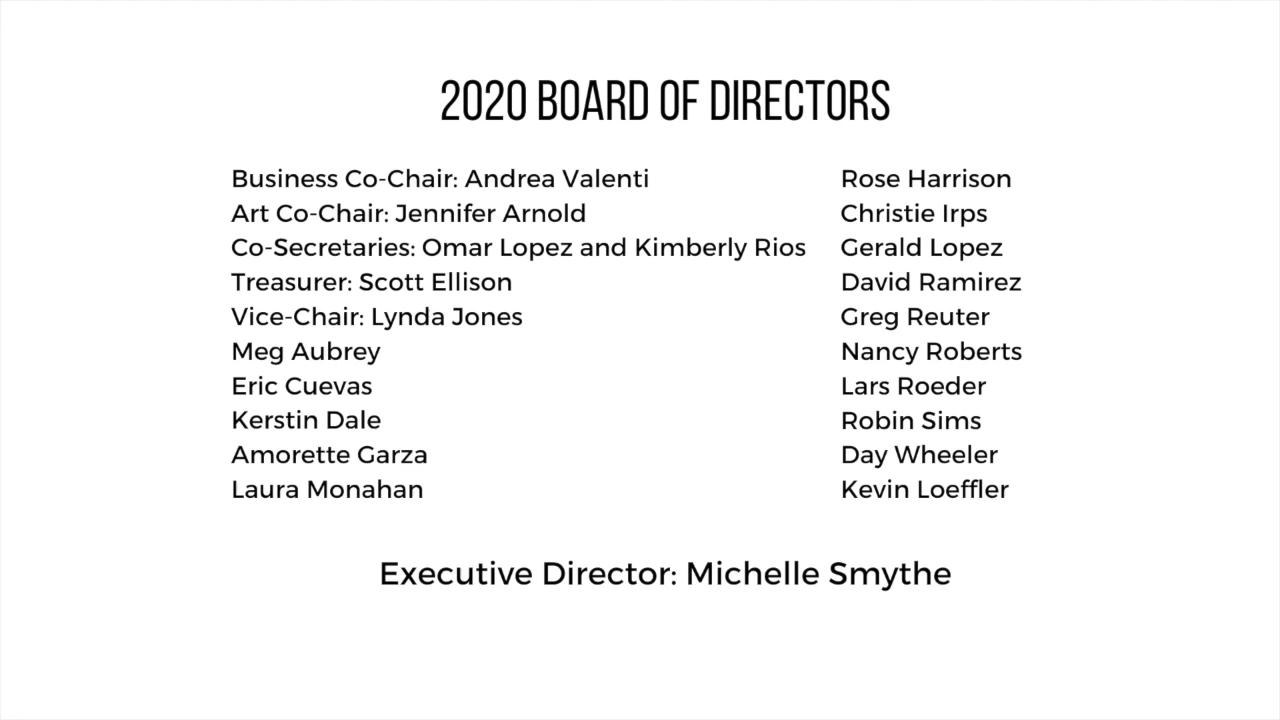 2020 BOARD OF DIRECTORS
Business Co-Chair: Andrea Valenti
Art Co-Chair: Jennifer Arnold
Co-Secretaries: Omar Lopez and Kimberly Rios
Treasurer: Scott Ellison
Vice-Chair: Lynda Jones
Meg Aubrey
Eric Cuevas
Kerstin Dale
Amorette Garza
Laura Monahan
Rose Harrison
Christie Irps
Gerald Lopez
David Ramirez
Greg Reuter
Nancy Roberts
Lars Roeder
Robin Sims
Day Wheeler
Kevin Loeffler
Executive Director: Michelle Smythe